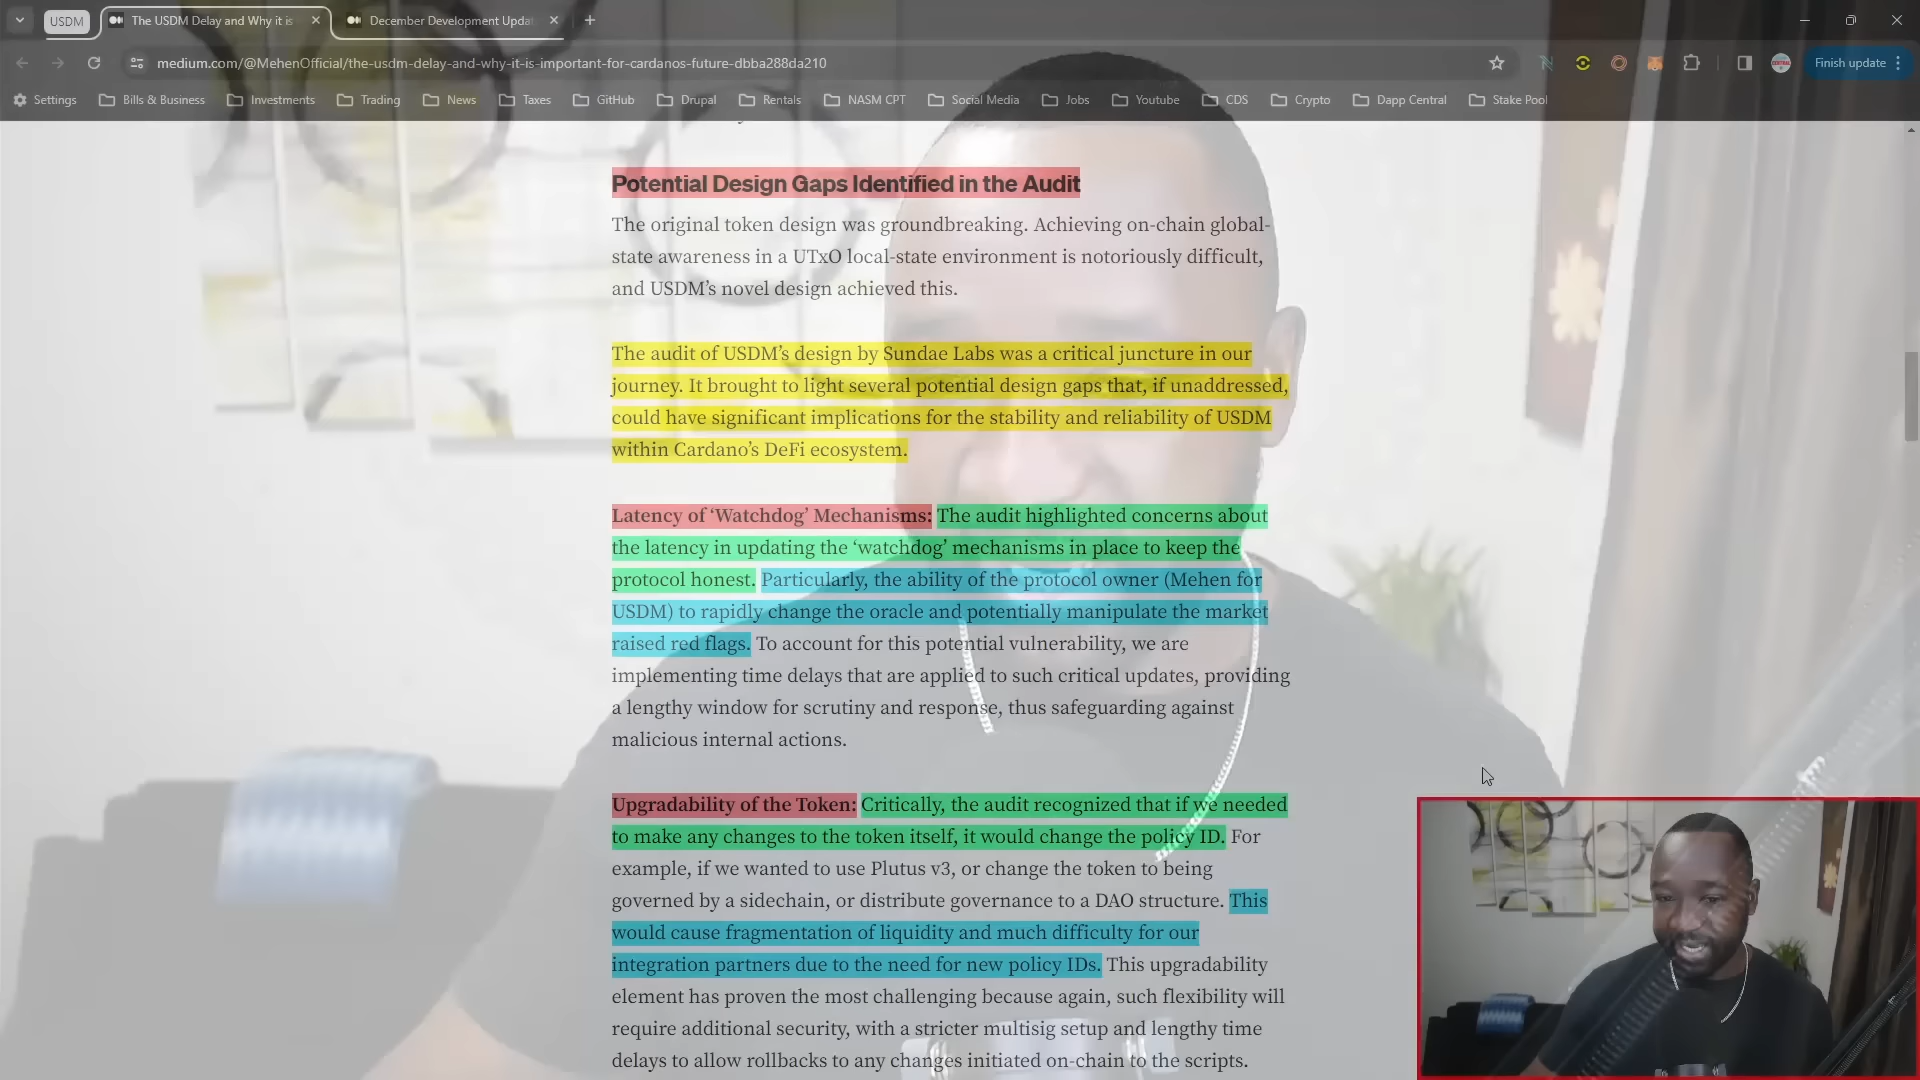 USDM
The USDM Delay and Why it is
December Development Upda
medium.com/@MehenOfficial/the-usdm-delay-and-why-it-is-important-for-cardanos-future-dbba288da210
Finish update
Settings
Bills & Business
Investments
Trading
News
Taxes
GitHub
Drupal
Rentals
NASM CPT
Social Media
Jobs
Youtube
CDS
Crypto
Dapp Central
Stake Pool
Potential Design Gaps Identified in the Audit
The original token design was groundbreaking. Achieving on-chain global-
state awareness in a UTxO local-state environment is notoriously difficult,
and USDM’s novel design achieved this.
The audit of USDM’s design by Sundae Labs was a critical juncture in our
journey. It brought to light several potential design gaps that, if unaddressed,
could have significant implications for the stability and reliability of USDM
within Cardano’s DeFi ecosystem.
Latency of ‘Watchdog’ Mechanisms: The audit highlighted concerns about
the latency in updating the ‘watchdog’ mechanisms in place to keep the
protocol honest. Particularly, the ability of the protocol owner (Mehen for
USDM) to rapidly change the oracle and potentially manipulate the market
raised red flags. To account for this potential vulnerability, we are
implementing time delays that are applied to such critical updates, providing
a lengthy window for scrutiny and response, thus safeguarding against
malicious internal actions.
Upgradability of the Token: Critically, the audit recognized that if we needed
to make any changes to the token itself, it would change the policy ID. For
example, if we wanted to use Plutus v3, or change the token to being
governed by a sidechain, or distribute governance to a DAO structure. This
would cause fragmentation of liquidity and much difficulty for our
integration partners due to the need for new policy IDs. This upgradability
element has proven the most challenging because again, such flexibility will
require additional security, with a stricter multisig setup and lengthy time
delays to allow rollbacks to any changes initiated on-chain to the scripts.